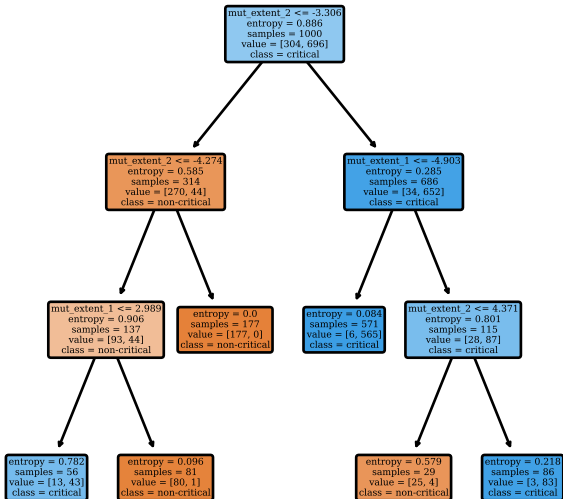 mut_extent_2 <= -3.306
entropy = 0.886
samples = 1000
value = [304, 696]
class = critical
mut_extent_2 <= -4.274
entropy = 0.585
samples = 314
value = [270, 44]
class = non-critical
mut_extent_1 <= -4.903
entropy = 0.285
samples = 686
value = [34, 652]
class = critical
mut_extent_1 <= 2.989
entropy = 0.906
samples = 137
value = [93, 44]
class = non-critical
entropy = 0.0
samples = 177
value = [177, 0]
class = non-critical
entropy = 0.084
samples = 571
value = [6, 565]
class = critical
mut_extent_2 <= 4.371
entropy = 0.801
samples = 115
value = [28, 87]
class = critical
entropy = 0.782
samples = 56
value = [13, 43]
class = critical
entropy = 0.096
samples = 81
value = [80, 1]
class = non-critical
entropy = 0.579
samples = 29
value = [25, 4]
class = non-critical
entropy = 0.218
samples = 86
value = [3, 83]
class = critical